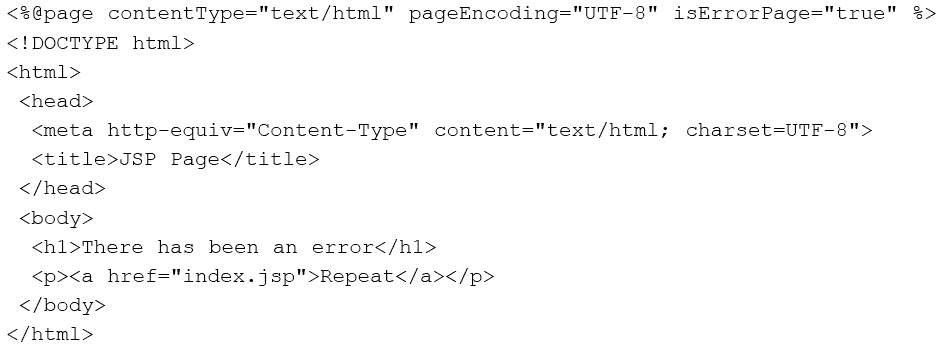 <%@page contentType="text/html" pageEncoding="UTF-8" isErrorPage="true" %>
<!DOCTYPE html>
<html>
 <head>
  <meta http-equiv="Content-Type" content="text/html; charset=UTF-8">
  <title>JSP Page</title>
 </head>
 <body>
  <h1>There has been an error</h1>
  <p><a href="index.jsp">Repeat</a></p>
 </body>
</html>